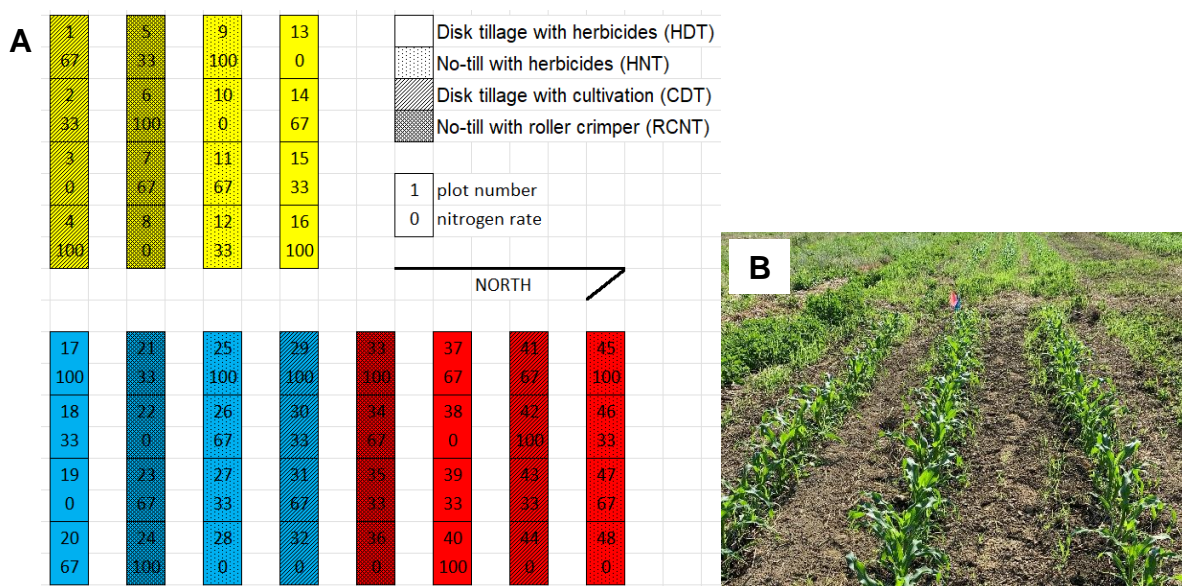 A
1 5 9 13
67 33 100 0
2 6 10 14
33 100 0 67
3 7 11 15
0 67 67 33
4 8 12 16
100 0 33 100
Disk tillage with herbicides (HDT)
No-till with herbicides (HNT)
Disk tillage with cultivation (CDT)
No-till with roller crimper (RCNT)
1 plot number
0 nitrogen rate
NORTH
17 21 25 29 33 37 41 45
100 33 100 100 100 67 67 100
18 22 26 30 34 38 42 46
33 0 67 33 67 0 100 33
19 23 27 31 35 39 43 47
0 67 33 67 33 33 33 67
20 24 28 32 36 40 44 48
67 100 0 0 0 100 0 0
B